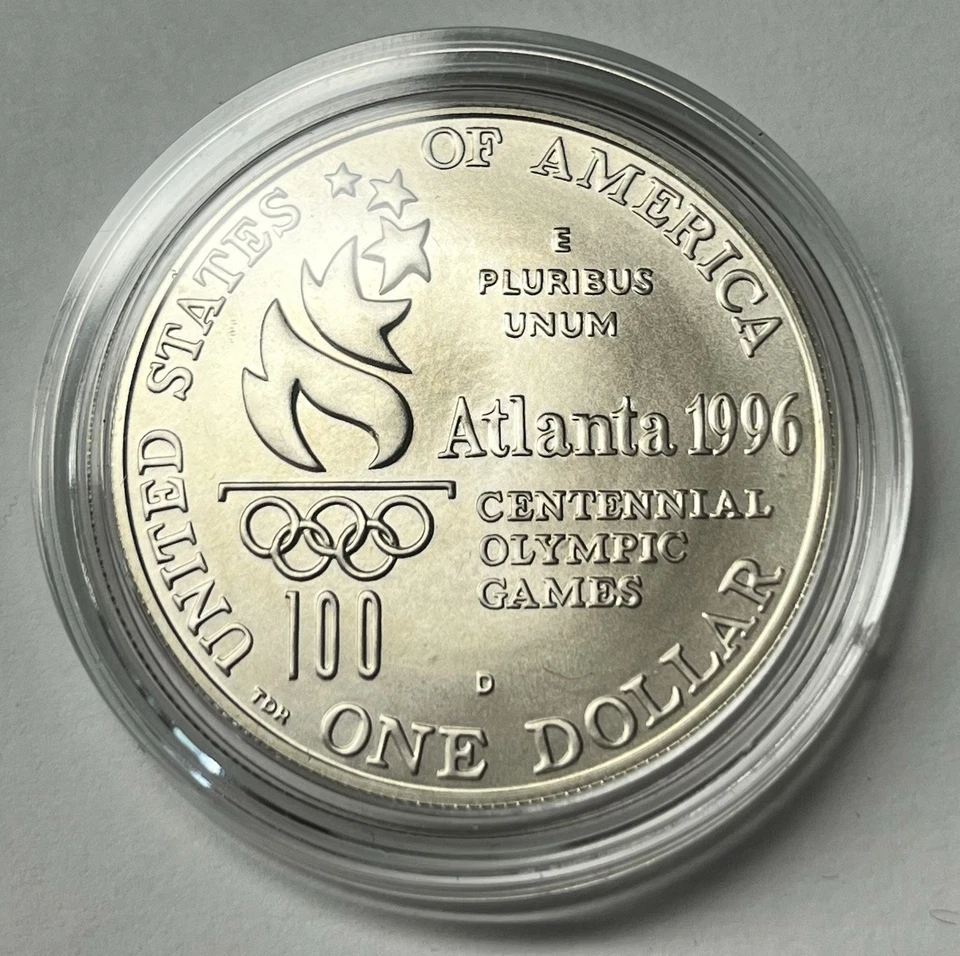 UNITED STATES OF AMERICA
E
PLURIBUS
UNUM
Atlanta 1996
CENTENNIAL
OLYMPIC
GAMES
100
D
TDR
ONE DOLLAR